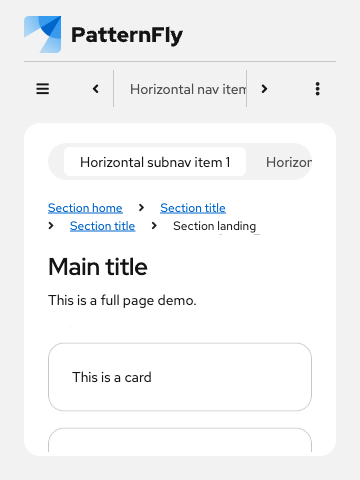 PatternFly
Horizontal nav item
Horizontal subnav item 1 Horizon
Section home > Section title
> Section title > Section landing
Main title
This is a full page demo.
This is a card